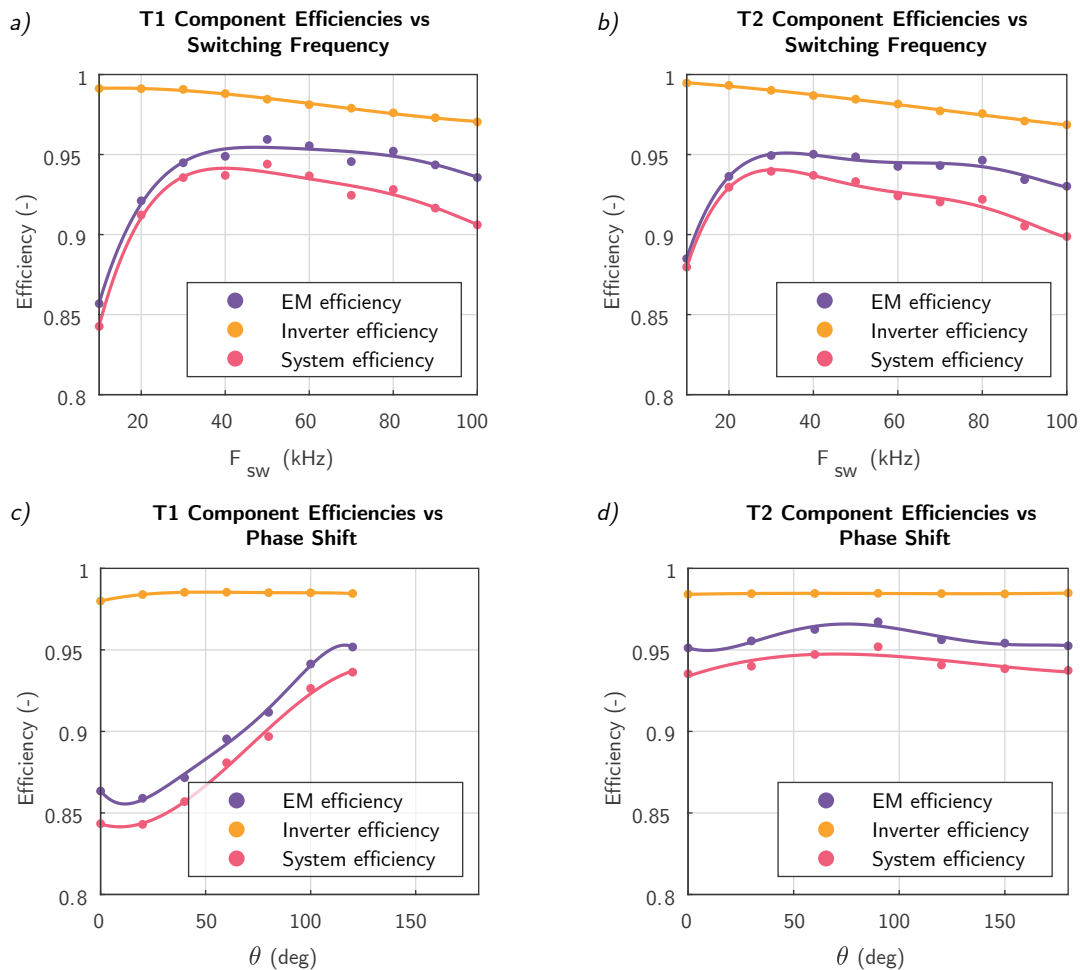 a)
T1 Component Efficiencies vs
Switching Frequency
1
0.95
0.9
0.85
0.8
Efficiency (-)
EM efficiency
Inverter efficiency
System efficiency
20 40 60 80 100
F sw (kHz)
b)
T2 Component Efficiencies vs
Switching Frequency
1
0.95
0.9
0.85
0.8
Efficiency (-)
EM efficiency
Inverter efficiency
System efficiency
20 40 60 80 100
F sw (kHz)
c)
T1 Component Efficiencies vs
Phase Shift
1
0.95
0.9
0.85
0.8
Efficiency (-)
EM efficiency
Inverter efficiency
System efficiency
0 50 100 150
θ (deg)
d)
T2 Component Efficiencies vs
Phase Shift
1
0.95
0.9
0.85
0.8
Efficiency (-)
EM efficiency
Inverter efficiency
System efficiency
0 50 100 150
θ (deg)